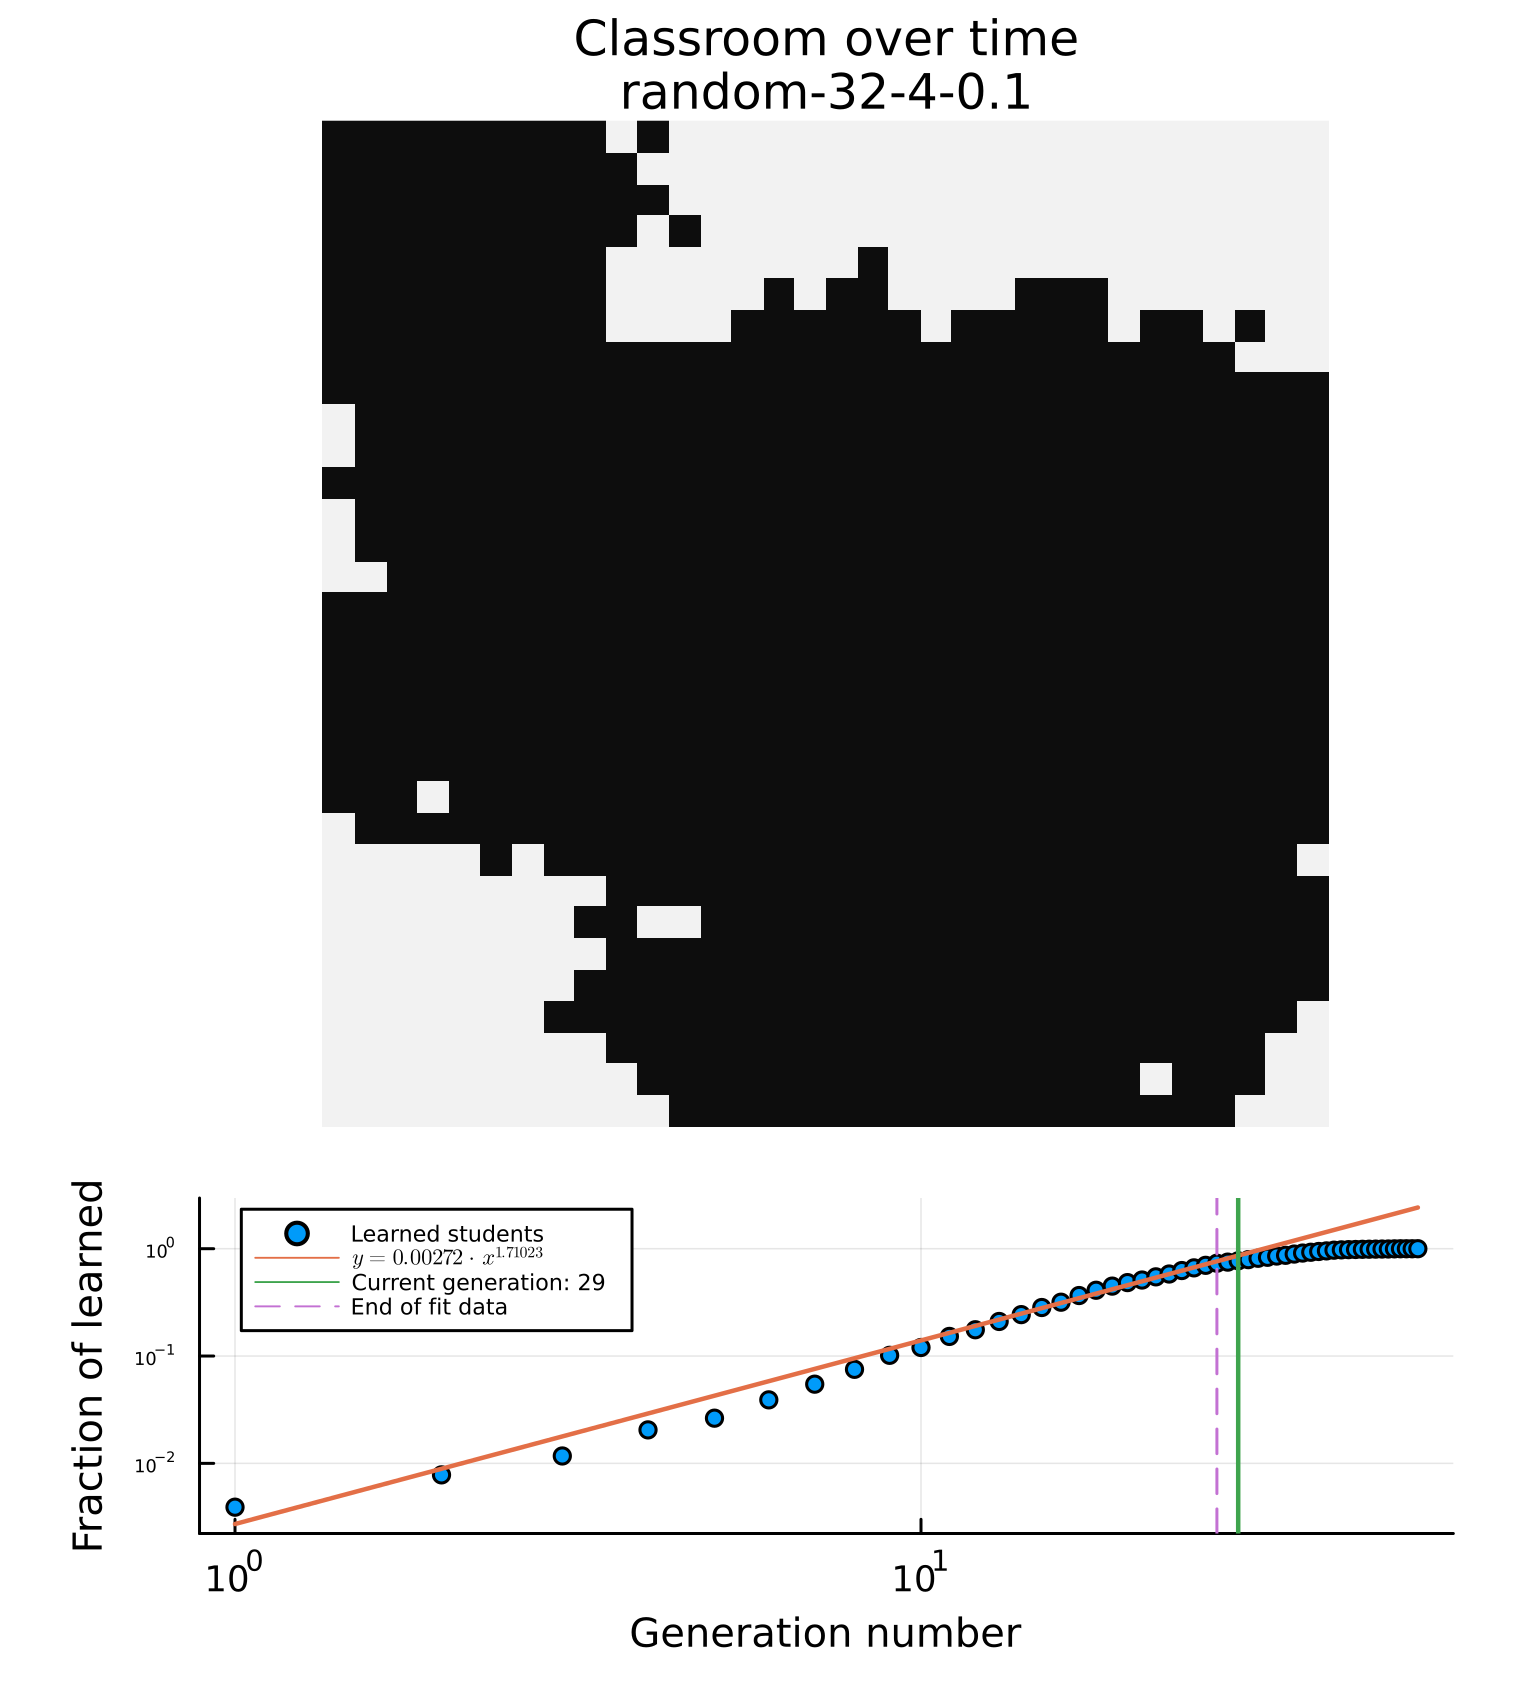 Classroom over time
random-32-4-0.1
Fraction of learned
Learned students
y = 0.00272 · x^1.71023
Current generation: 29
End of fit data
10^0
10^−1
10^−2
10^0
10^1
Generation number